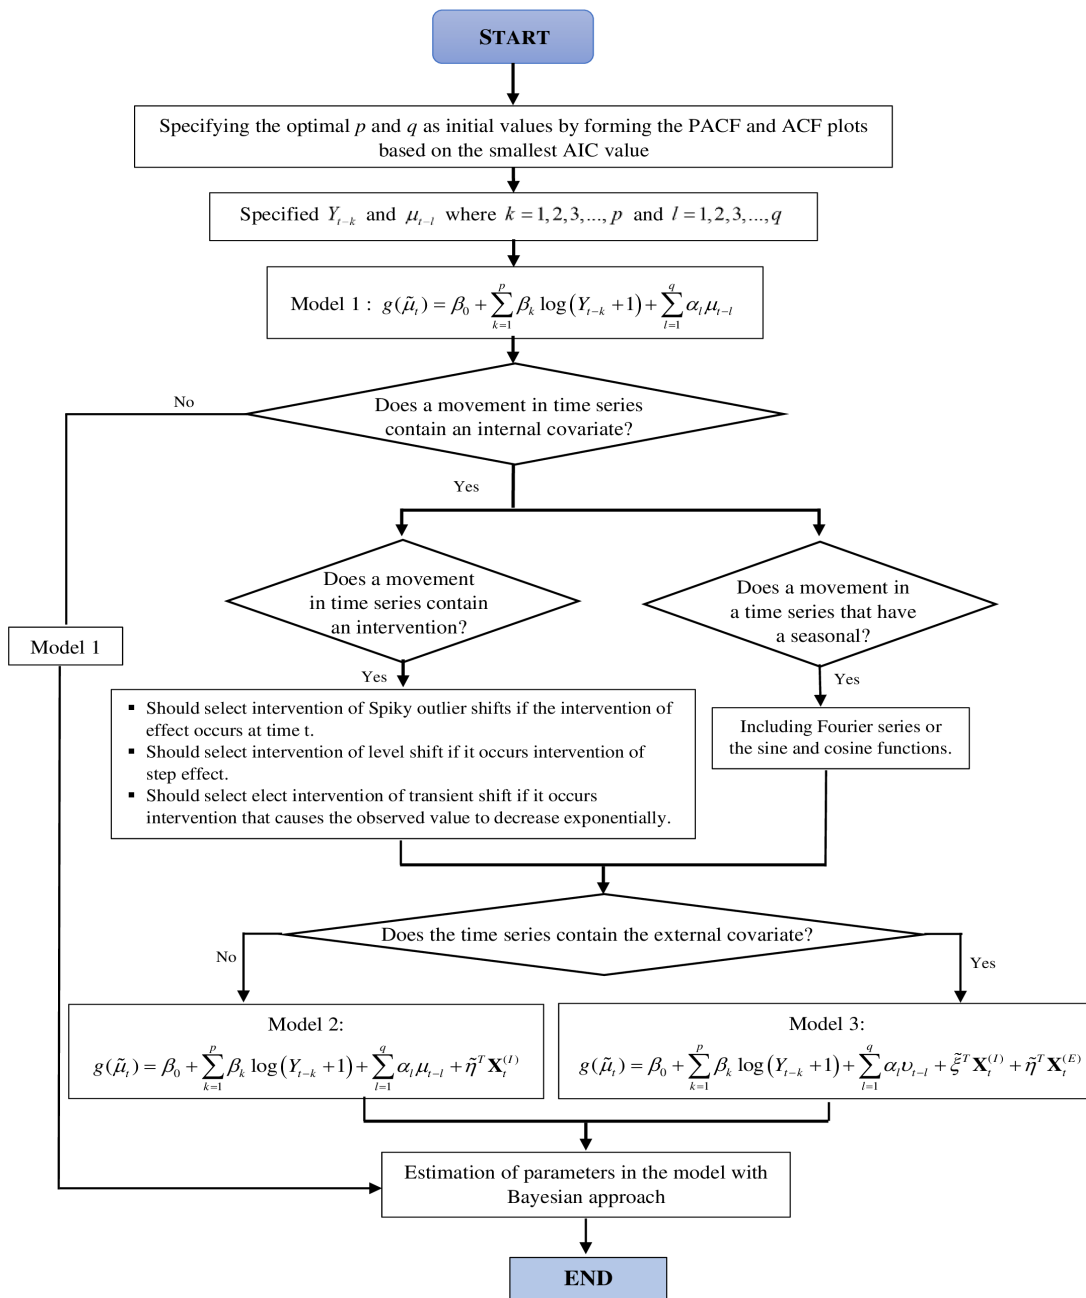 START
Specifying the optimal p and q as initial values by forming the PACF and ACF plots
based on the smallest AIC value
Specified Y_{t−k} and μ_{t−l} where k = 1, 2, 3, ..., p and l = 1, 2, 3, ..., q
Model 1 : g(μ̃_t) = β_0 + ∑_{k=1}^{p} β_k log(Y_{t−k} + 1) + ∑_{l=1}^{q} α_l μ_{t−l}
No
Does a movement in time series
contain an internal covariate?
Yes
Does a movement
in time series contain
an intervention?
Does a movement in
a time series that have
a seasonal?
Model 1
Yes
Yes
▪ Should select intervention of Spiky outlier shifts if the intervention of
effect occurs at time t.
▪ Should select intervention of level shift if it occurs intervention of
step effect.
▪ Should select elect intervention of transient shift if it occurs
intervention that causes the observed value to decrease exponentially.
Including Fourier series or
the sine and cosine functions.
Does the time series contain the external covariate?
No
Yes
Model 2:
g(μ̃_t) = β_0 + ∑_{k=1}^{p} β_k log(Y_{t−k} + 1) + ∑_{l=1}^{q} α_l μ_{t−l} + η̃^T X_t^{(I)}
Model 3:
g(μ̃_t) = β_0 + ∑_{k=1}^{p} β_k log(Y_{t−k} + 1) + ∑_{l=1}^{q} α_l υ_{t−l} + ξ̃^T X_t^{(I)} + η̃^T X_t^{(E)}
Estimation of parameters in the model with
Bayesian approach
END